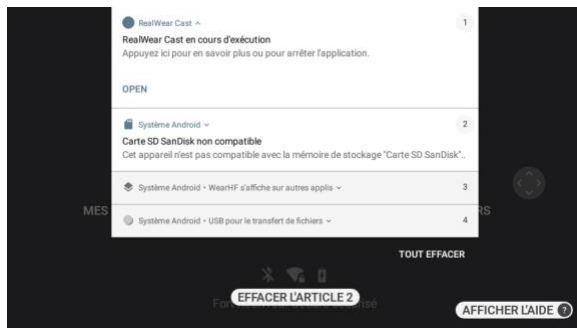 RealWear Cast
1
RealWear Cast en cours d'exécution
Appuyez ici pour en savoir plus ou pour arrêter l'application.
OPEN
Système Android
2
Carte SD SanDisk non compatible
Cet appareil n'est pas compatible avec la mémoire de stockage "Carte SD SanDisk"..
Système Android • WearHF s'affiche sur autres applis
3
MES
RS
Système Android • USB pour le transfert de fichiers
4
TOUT EFFACER
EFFACER L'ARTICLE 2
AFFICHER L'AIDE ?